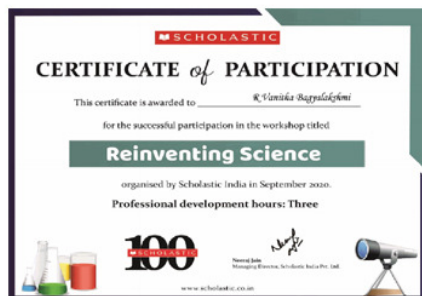 SCHOLASTIC
CERTIFICATE of PARTICIPATION
This certificate is awarded to R Vanitha Bagyalakshmi
for the successful participation in the workshop titled
Reinventing Science
organised by Scholastic India in September 2020.
Professional development hours: Three
100
SCHOLASTIC
Neeraj Jain
Managing Director, Scholastic India Pvt. Ltd.
www.scholastic.co.in